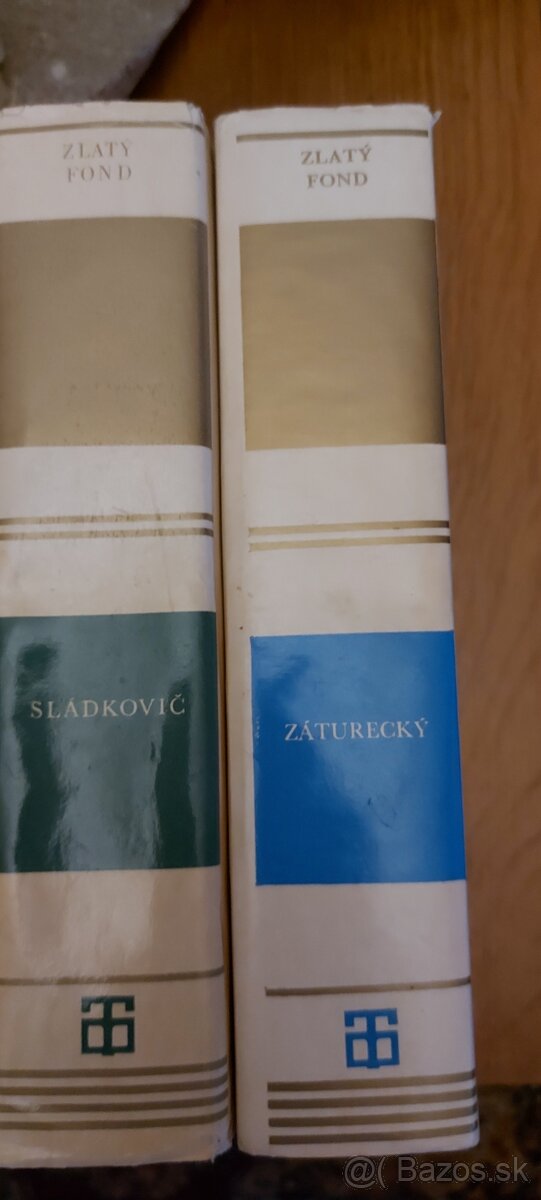 ZLATÝ
FOND
SLÁDKOVIČ
ZLATÝ
FOND
ZÁTURECKÝ
@( Bazos.sk